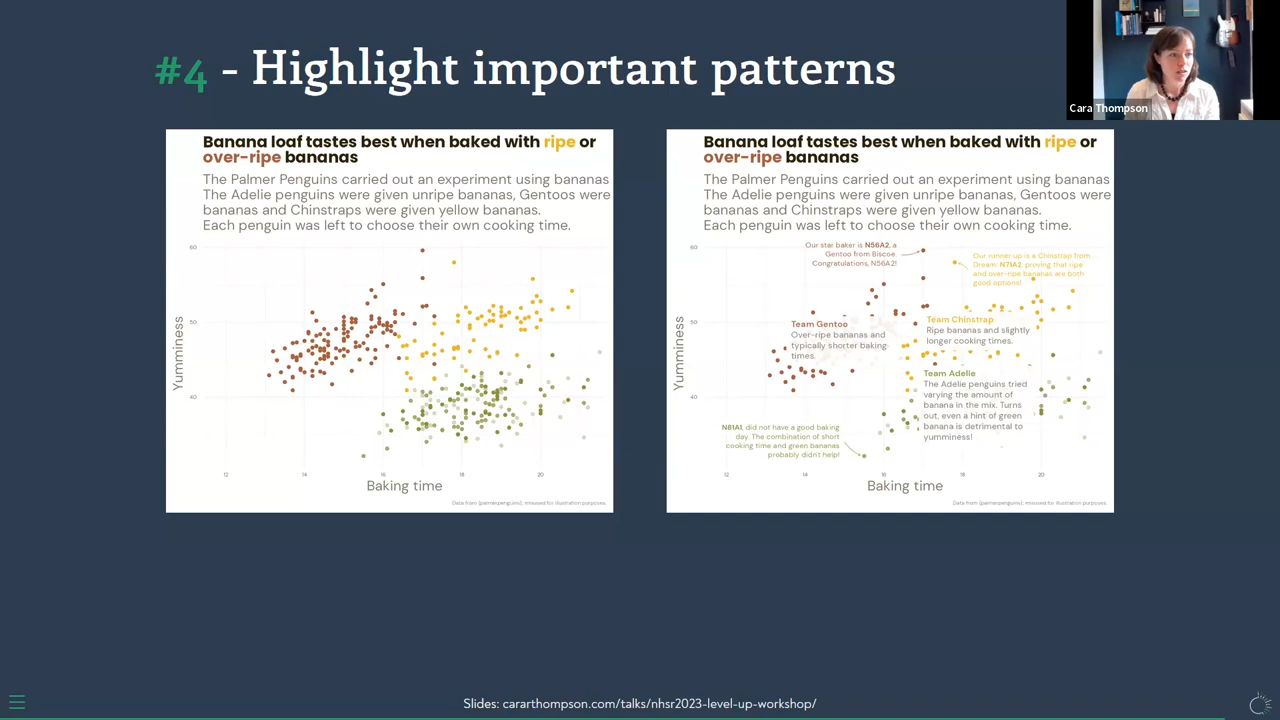 #4 - Highlight important patterns
Cara Thompson
Banana loaf tastes best when baked with ripe or
over-ripe bananas
The Palmer Penguins carried out an experiment using bananas
The Adelie penguins were given unripe bananas, Gentoos were
bananas and Chinstraps were given yellow bananas.
Each penguin was left to choose their own cooking time.
60
50
40
Yumminess
12
14
16
18
20
Baking time
Data from {palmerpenguins}; misused for illustration purposes.
Banana loaf tastes best when baked with ripe or
over-ripe bananas
The Palmer Penguins carried out an experiment using bananas
The Adelie penguins were given unripe bananas, Gentoos were
bananas and Chinstraps were given yellow bananas.
Each penguin was left to choose their own cooking time.
60
50
40
Yumminess
Our star baker is N56A2, a
Gentoo from Biscoe.
Congratulations, N56A2!
Our runner up is a Chinstrap from
Dream: N71A2, proving that ripe
and over-ripe bananas are both
good options!
Team Gentoo
Over-ripe bananas and
typically shorter baking
times.
Team Chinstrap
Ripe bananas and slightly
longer cooking times.
Team Adelie
The Adelie penguins tried
varying the amount of
banana in the mix. Turns
out, even a hint of green
banana is detrimental to
yumminess!
N81A1, did not have a good baking
day. The combination of short
cooking time and green bananas
probably didn't help!
12
14
16
18
20
Baking time
Data from {palmerpenguins}; misused for illustration purposes.
Slides: cararthompson.com/talks/nhsr2023-level-up-workshop/